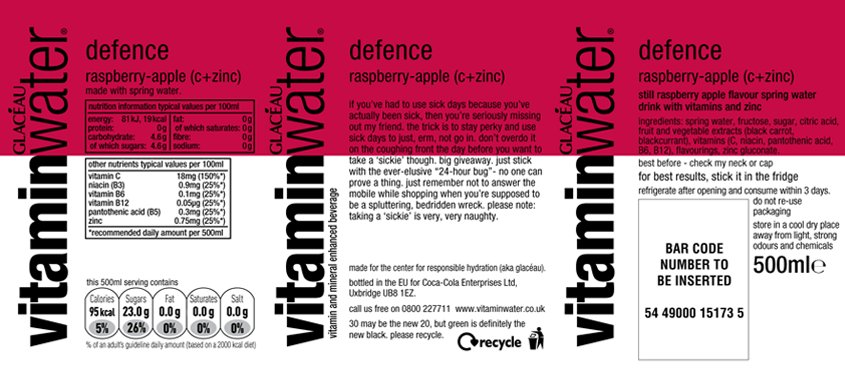 GLACÉAU
vitaminwater®
defence
raspberry-apple (c+zinc)
made with spring water.
nutrition information typical values per 100ml
energy: 81kJ, 19kcal fat: 0g
protein: 0g of which saturates: 0g
carbohydrate: 4.6g fibre: 0g
of which sugars: 4.6g sodium: 0g
other nutrients typical values per 100ml
vitamin C 18mg (150%*)
niacin (B3) 0.9mg (25%*)
vitamin B6 0.1mg (25%*)
vitamin B12 0.05µg (25%*)
pantothenic acid (B5) 0.3mg (25%*)
zinc 0.75mg (25%*)
*recommended daily amount per 500ml
this 500ml serving contains
Calories Sugars Fat Saturates Salt
95 kcal 23.0 g 0.0 g 0.0 g 0.0 g
5% 26% 0% 0% 0%
% of an adult's guideline daily amount (based on a 2000 kcal diet)
GLACÉAU
vitaminwater®
vitamin and mineral enhanced beverage
defence
raspberry-apple (c+zinc)
If you've had to use sick days because you've
actually been sick, then you're seriously missing
out my friend. the trick is to stay perky and use
sick days to just, erm, not go in. don't overdo it
on the coughing front the day before you want to
take a 'sickie' though. big giveaway. just stick
with the ever-elusive "24-hour bug"- no one can
prove a thing. just remember not to answer the
mobile while shopping when you're supposed to
be a spluttering, bedridden wreck. please note:
taking a 'sickie' is very, very naughty.
made for the center for responsible hydration (aka glacéau).
bottled in the EU for Coca-Cola Enterprises Ltd,
Uxbridge UB8 1EZ.
call us free on 0800 227711 www.vitaminwater.co.uk
30 may be the new 20, but green is definitely the
new black. please recycle.
recycle
GLACÉAU
vitaminwater®
defence
raspberry-apple (c+zinc)
still raspberry apple flavour spring water
drink with vitamins and zinc
ingredients: spring water, fructose, sugar, citric acid,
fruit and vegetable extracts (black carrot,
blackcurrant), vitamins (C, niacin, pantothenic acid,
B6, B12), flavourings, zinc gluconate.
best before - check my neck or cap
for best results, stick it in the fridge
refrigerate after opening and consume within 3 days.
do not re-use
packaging
store in a cool dry place
away from light, strong
odours and chemicals
500ml℮
BAR CODE
NUMBER TO
BE INSERTED
54 49000 15173 5